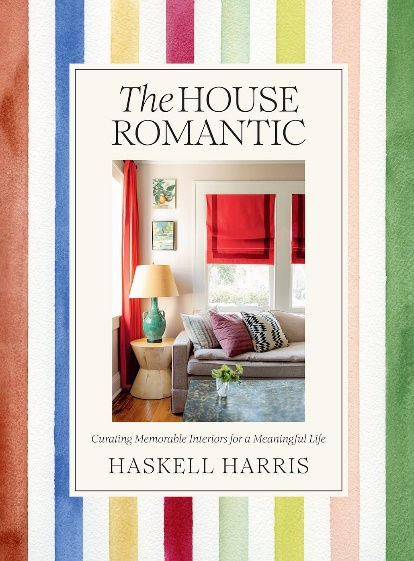 The HOUSE
ROMANTIC
Curating Memorable Interiors for a Meaningful Life
HASKELL HARRIS